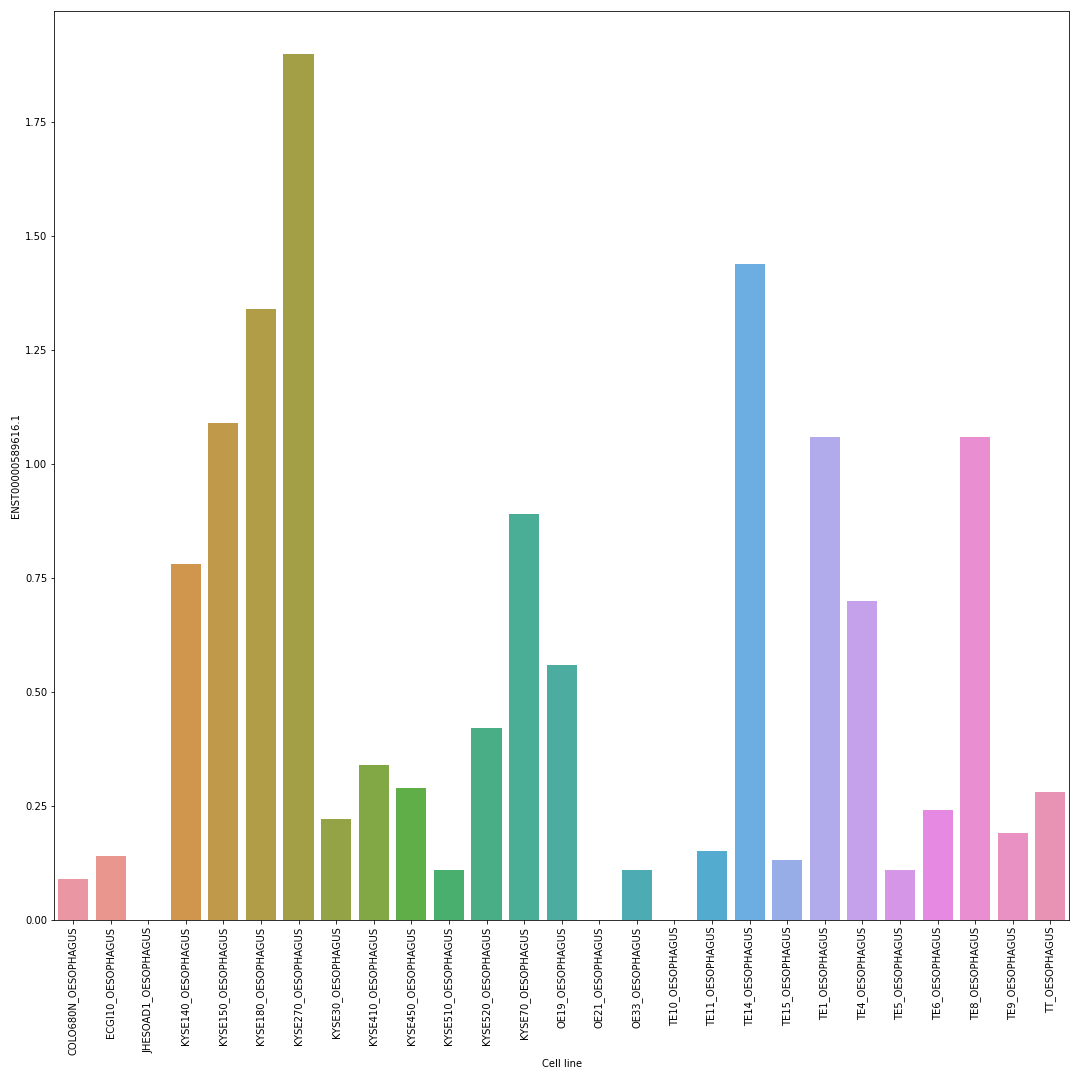 1.75
1.50
1.25
1.00
0.75
0.50
0.25
0.00
ENST00000589616.1
COLO680N_OESOPHAGUS
ECGI10_OESOPHAGUS
JHESOAD1_OESOPHAGUS
KYSE140_OESOPHAGUS
KYSE150_OESOPHAGUS
KYSE180_OESOPHAGUS
KYSE270_OESOPHAGUS
KYSE30_OESOPHAGUS
KYSE410_OESOPHAGUS
KYSE450_OESOPHAGUS
KYSE510_OESOPHAGUS
KYSE520_OESOPHAGUS
KYSE70_OESOPHAGUS
OE19_OESOPHAGUS
OE21_OESOPHAGUS
OE33_OESOPHAGUS
TE10_OESOPHAGUS
TE11_OESOPHAGUS
TE14_OESOPHAGUS
TE15_OESOPHAGUS
TE1_OESOPHAGUS
TE4_OESOPHAGUS
TE5_OESOPHAGUS
TE6_OESOPHAGUS
TE8_OESOPHAGUS
TE9_OESOPHAGUS
TT_OESOPHAGUS
Cell line